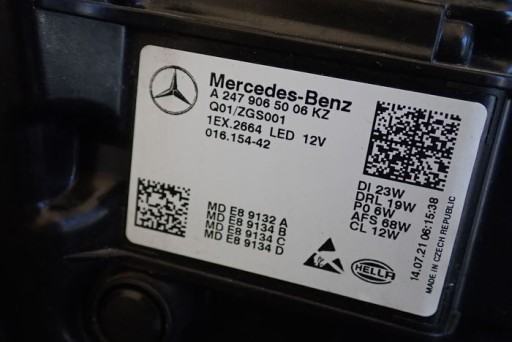 Mercedes-Benz
A 247 906 50 06 KZ
Q01/ZGS001
1EX.2664 LED 12V
016.154-42
DI 23W
DRL 19W
PO 6W
AFS 68W
CL 12W
14.07.21 06:15:38
MADE IN CZECH REPUBLIC
MD E8 9132 A
MD E8 9134 B
MD E8 9134 C
MD E8 9134 D
HELLA